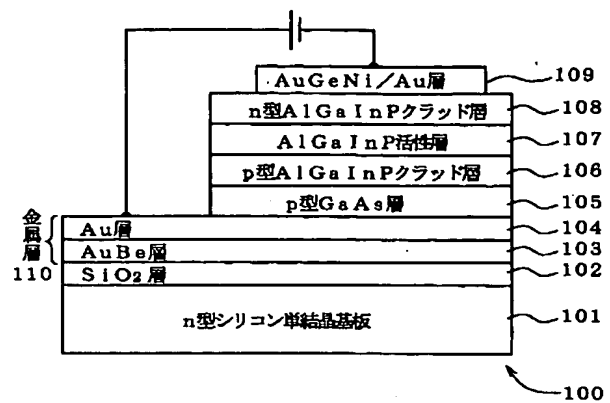 AuGeNi／Au層
109
n型AlGaInPクラッド層
108
AlGaInP活性層
107
p型AlGaInPクラッド層
106
p型GaAs層
105
金属層
110
Au層
104
AuBe層
103
SiO₂層
102
n型シリコン単結晶基板
101
100